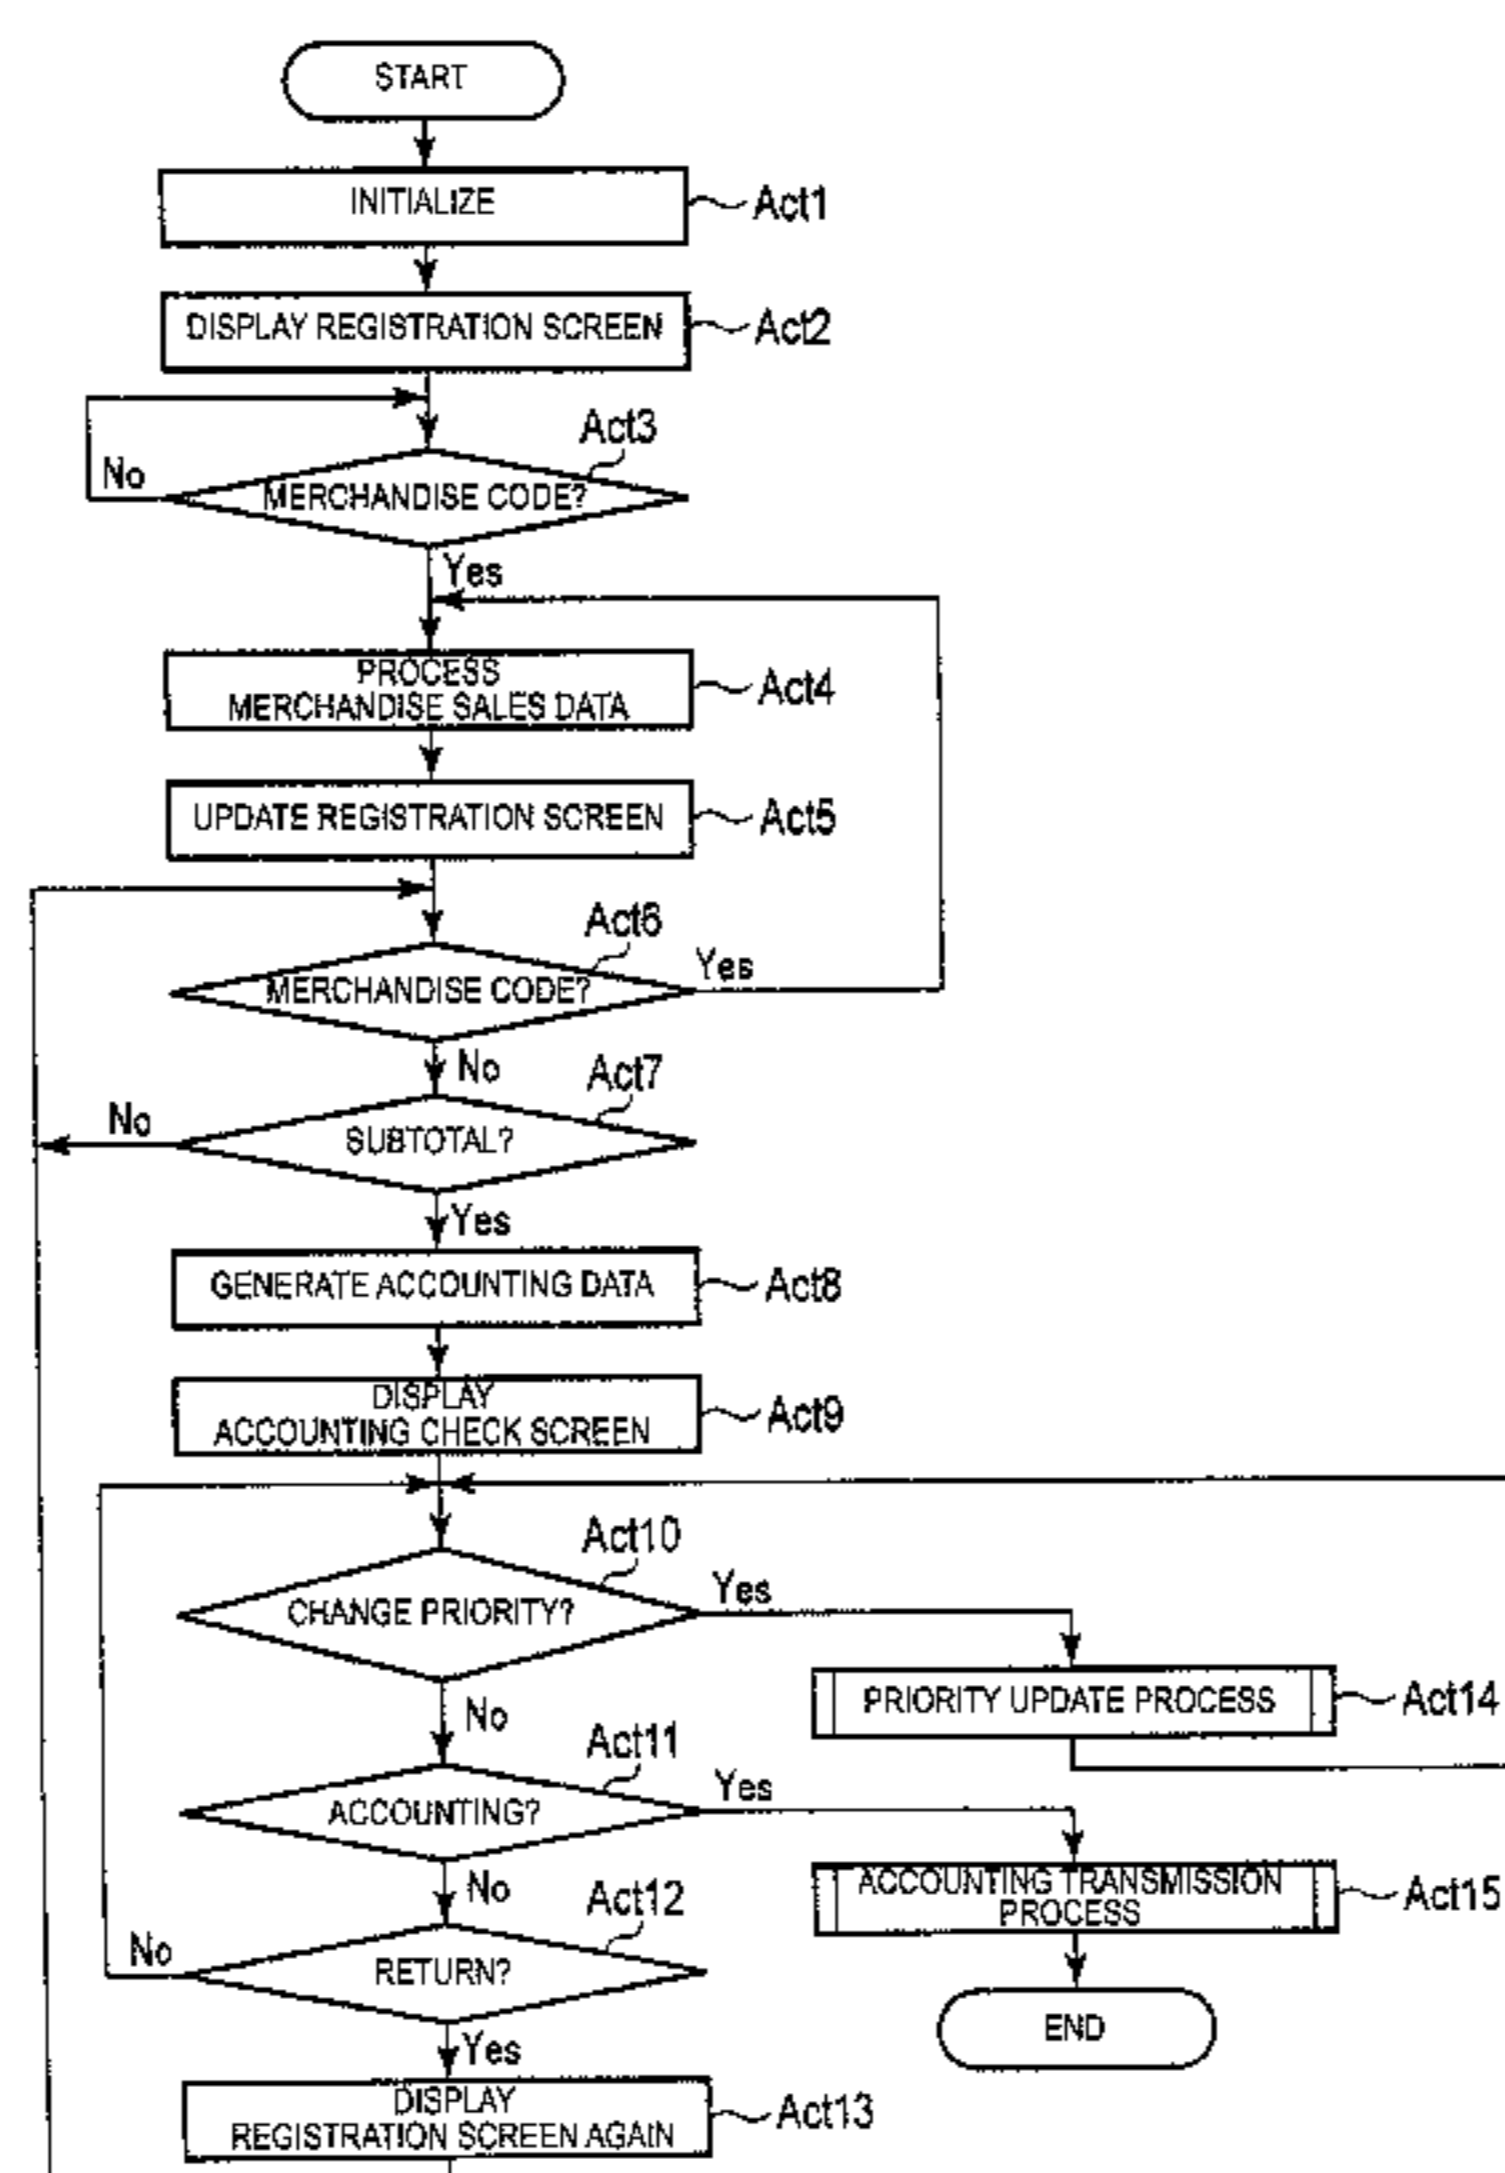 START
INITIALIZE
Act1
DISPLAY REGISTRATION SCREEN
Act2
Act3
No
MERCHANDISE CODE?
Yes
PROCESS
MERCHANDISE SALES DATA
Act4
UPDATE REGISTRATION SCREEN
Act5
Act6
MERCHANDISE CODE?
Yes
No
Act7
No
SUBTOTAL?
Yes
GENERATE ACCOUNTING DATA
Act8
DISPLAY
ACCOUNTING CHECK SCREEN
Act9
Act10
CHANGE PRIORITY?
Yes
PRIORITY UPDATE PROCESS
Act14
No
Act11
ACCOUNTING?
Yes
ACCOUNTING TRANSMISSION
PROCESS
Act15
No
Act12
No
RETURN?
END
Yes
DISPLAY
REGISTRATION SCREEN AGAIN
Act13